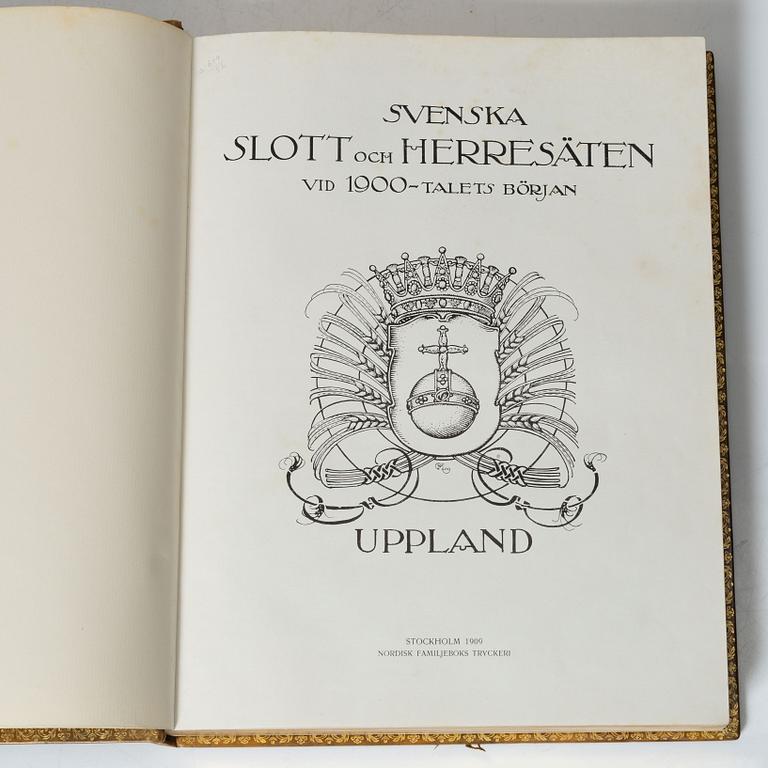 SVENSKA
SLOTT OCH HERRESÄTEN
VID 1900-TALETS BÖRJAN
UPPLAND
STOCKHOLM 1909
NORDISK FAMILJEBOKS TRYCKERI